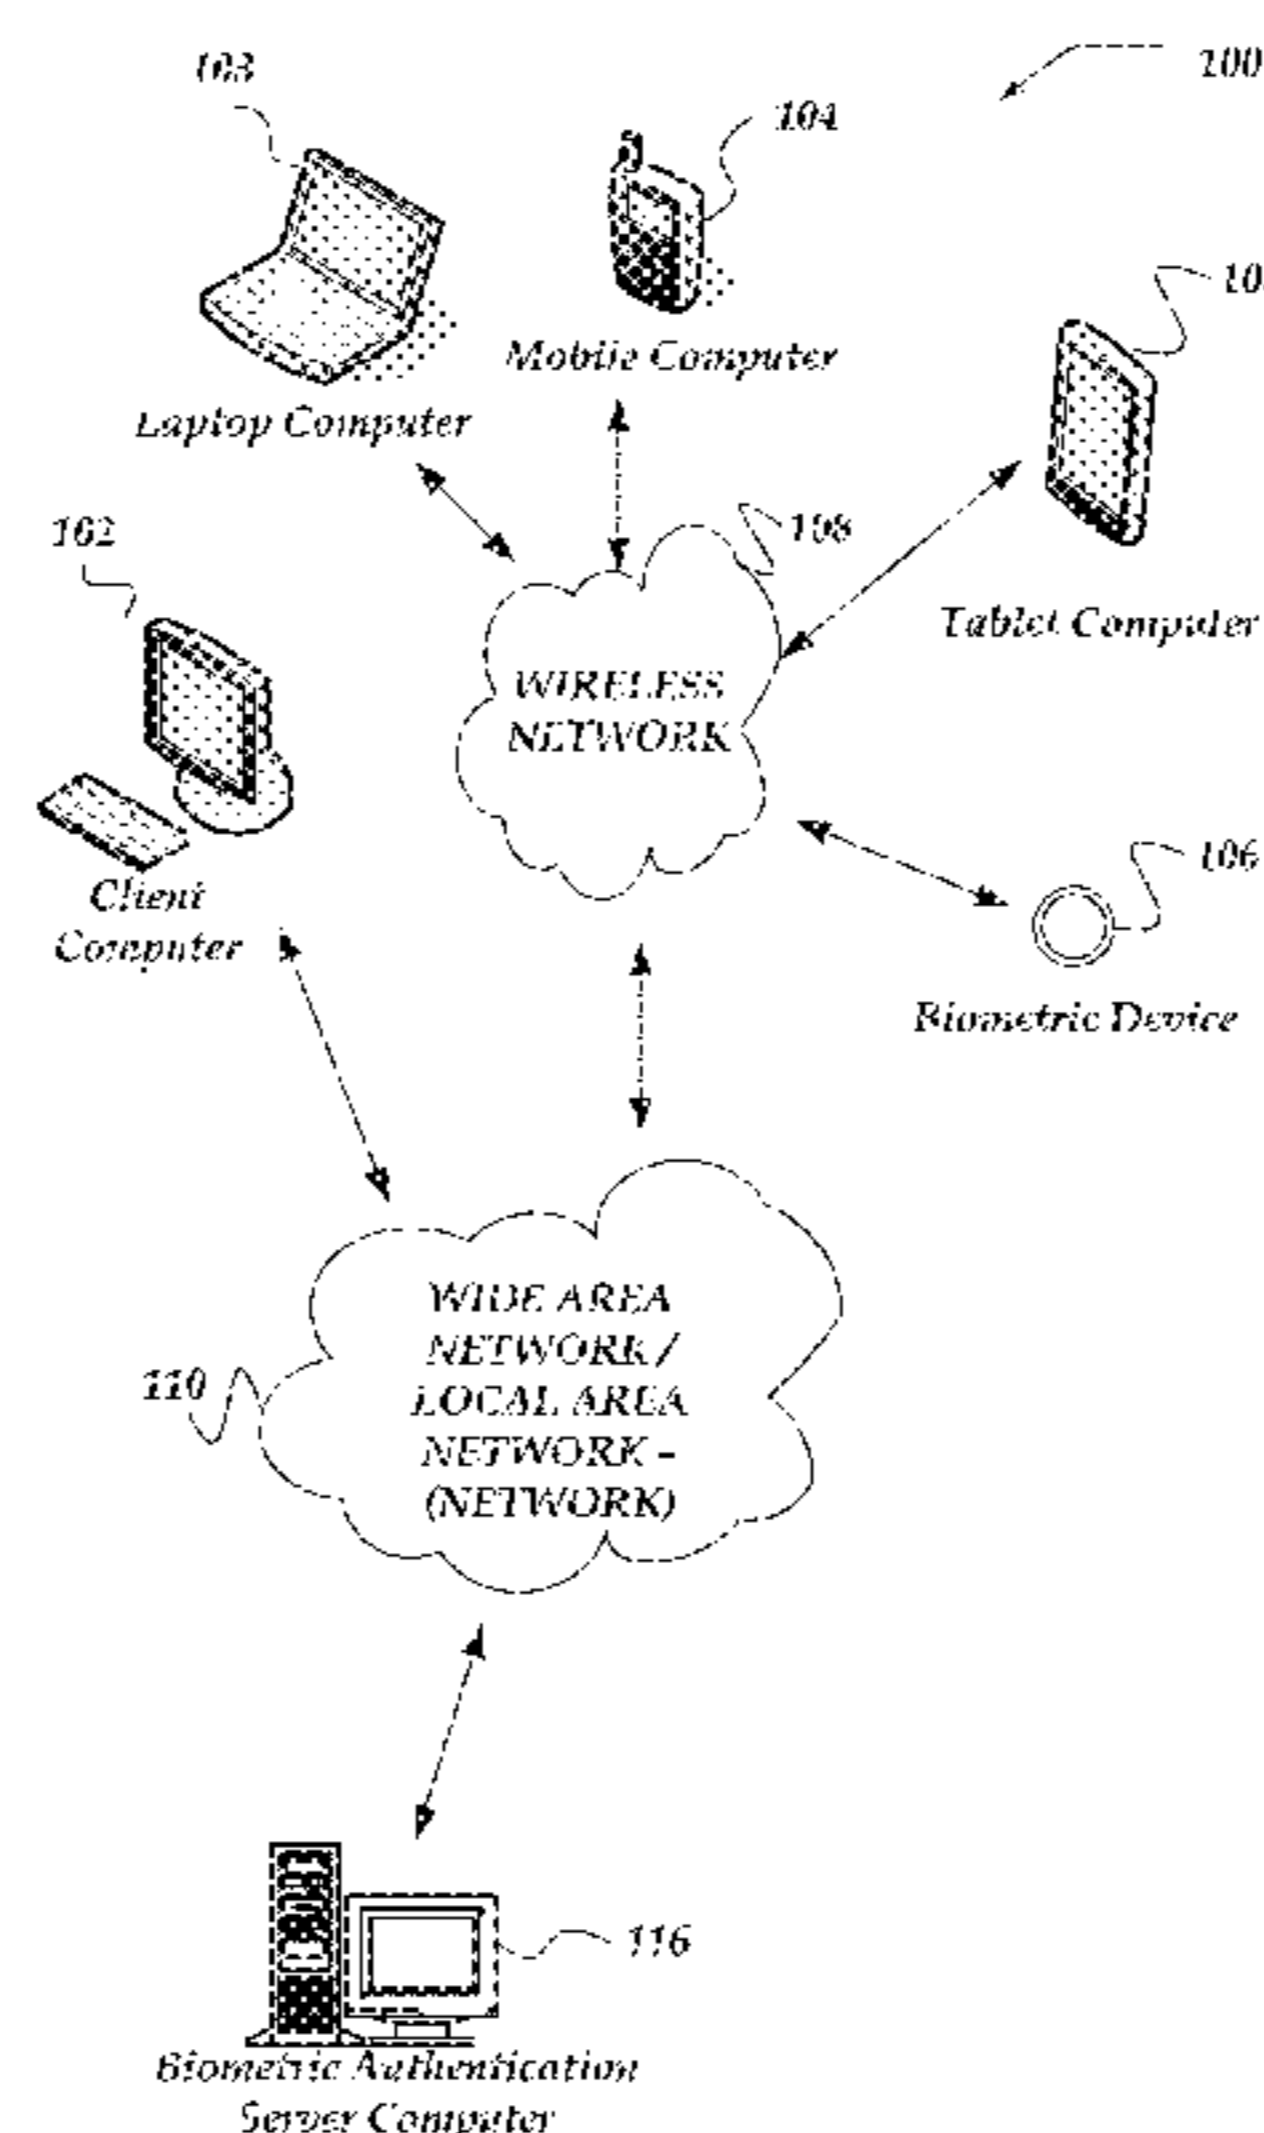 103
104
100
Mobile Computer
Laptop Computer
102
108
Tablet Computer
WIRELESS
NETWORK
106
Client
Computer
Biometric Device
WIDE AREA
NETWORK /
LOCAL AREA
NETWORK –
(NETWORK)
110
116
Biometric Authentication
Server Computer